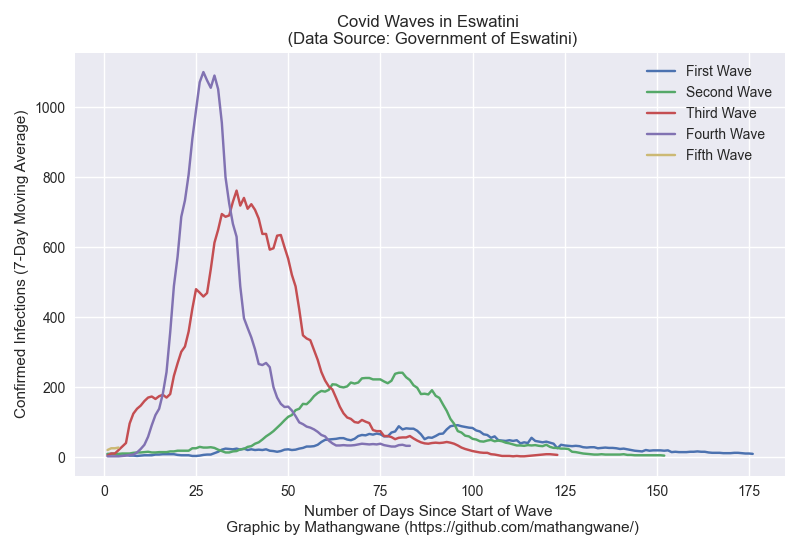 Covid Waves in Eswatini
(Data Source: Government of Eswatini)
First Wave
Second Wave
Third Wave
Fourth Wave
Fifth Wave
Confirmed Infections (7-Day Moving Average)
1000
800
600
400
200
0
0 25 50 75 100 125 150 175
Number of Days Since Start of Wave
Graphic by Mathangwane (https://github.com/mathangwane/)